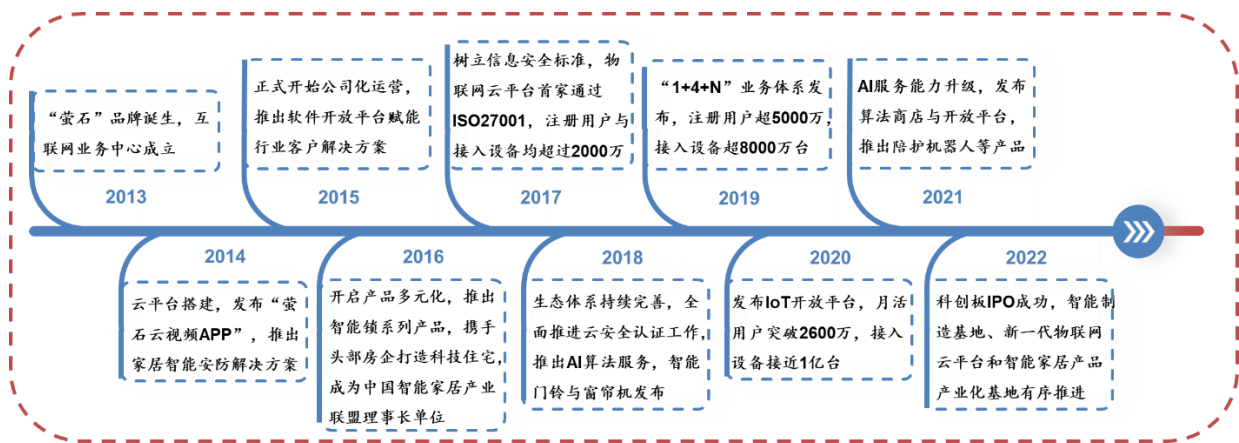 “萤石”品牌诞生，互
联网业务中心成立
2013
正式开始公司化运营，
推出软件开放平台赋能
行业客户解决方案
2015
树立信息安全标准，物
联网云平台首家通过
ISO27001，注册用户与
接入设备均超过2000万
2017
“1+4+N”业务体系发
布，注册用户超5000万，
接入设备超8000万台
2019
AI服务能力升级，发布
算法商店与开放平台，
推出陪护机器人等产品
2021
2014
云平台搭建，发布“萤
石云视频APP”，推出
家居智能安防解决方案
2016
开启产品多元化，推出
智能锁系列产品，携手
头部房企打造科技住宅，
成为中国智能家居产业
联盟理事长单位
2018
生态体系持续完善，全
面推进云安全认证工作，
推出AI算法服务，智能
门铃与窗帘机发布
2020
发布IoT开放平台，月活
用户突破2600万，接入
设备接近1亿台
2022
科创板IPO成功，智能制
造基地、新一代物联网
云平台和智能家居产品
产业化基地有序推进